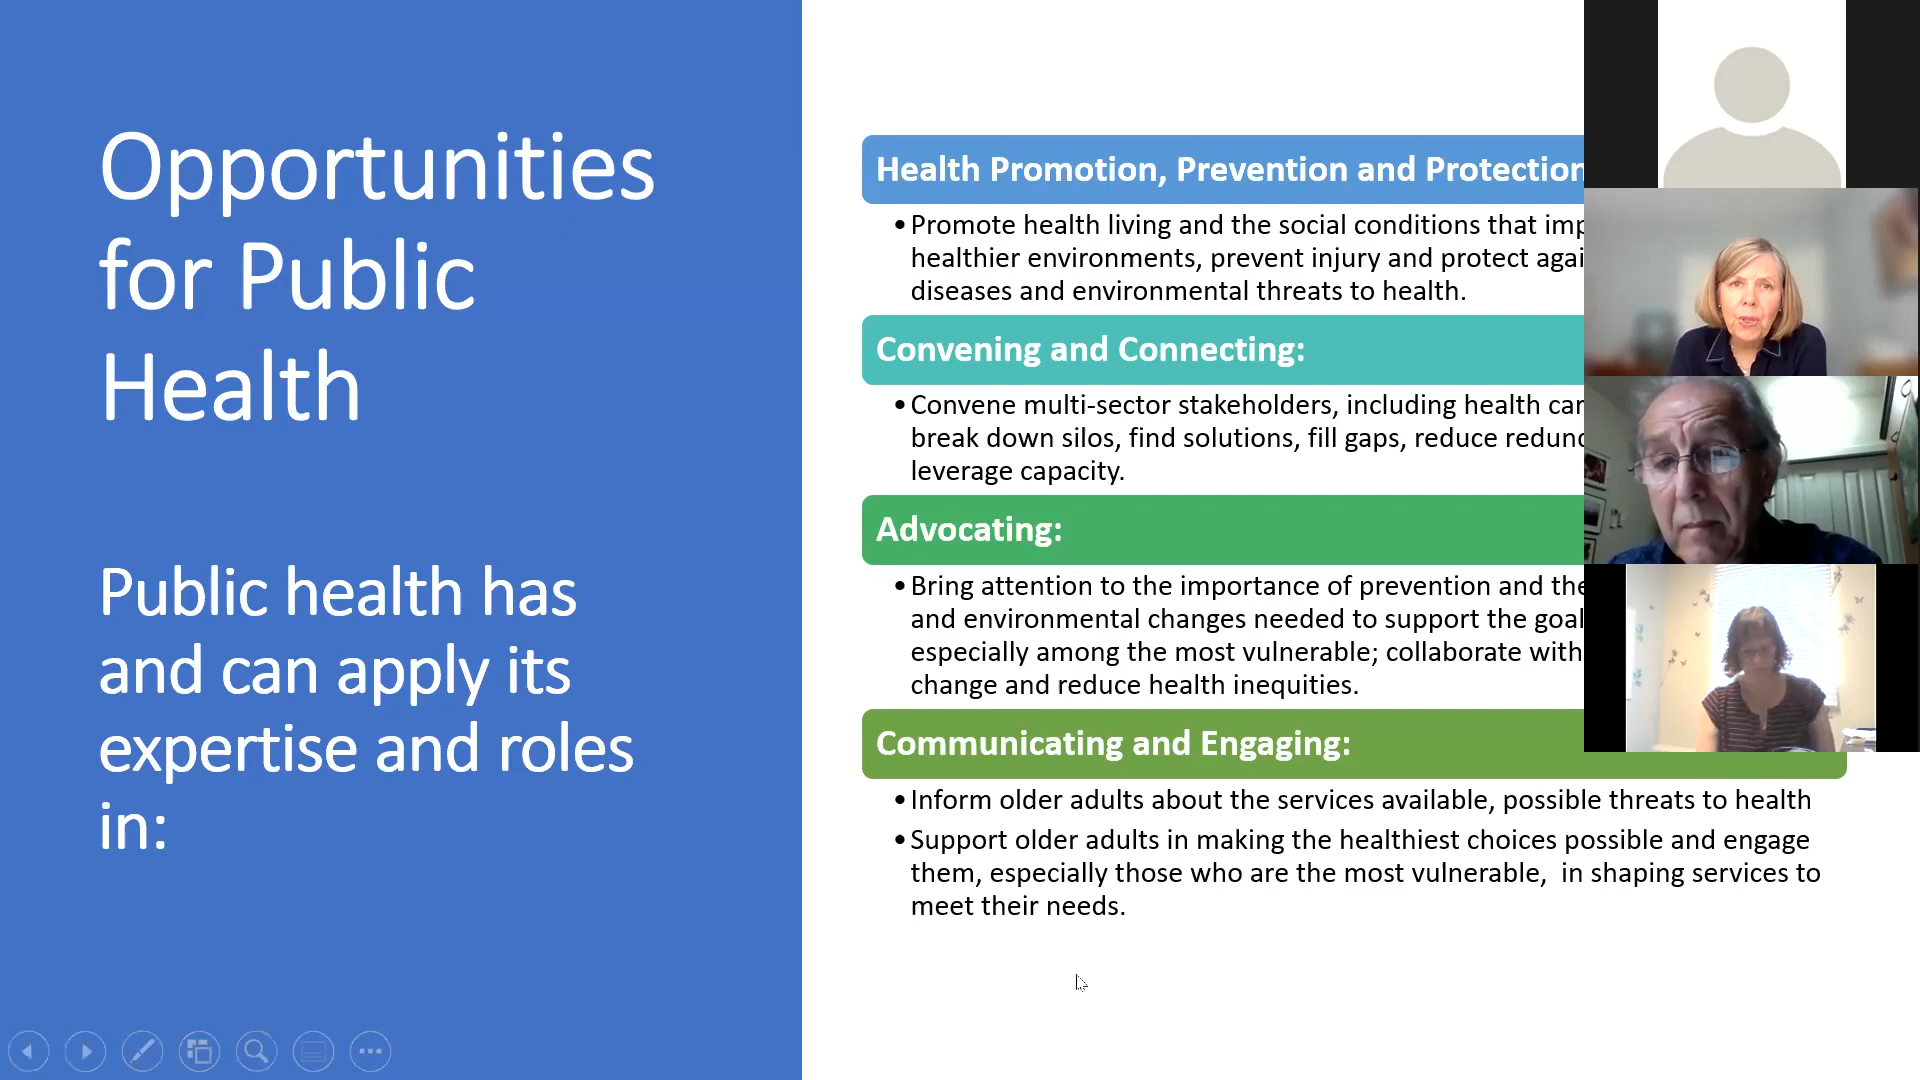 Opportunities
for Public
Health
Public health has
and can apply its
expertise and roles
in:
Health Promotion, Prevention and Protection
• Promote health living and the social conditions that
healthier environments, prevent injury and protect
diseases and environmental threats to health.
Convening and Connecting:
• Convene multi-sector stakeholders, including health
break down silos, find solutions, fill gaps, reduce
leverage capacity.
Advocating:
• Bring attention to the importance of prevention and
and environmental changes needed to support the
especially among the most vulnerable; collaborate with
change and reduce health inequities.
Communicating and Engaging:
• Inform older adults about the services available, possible threats to health
• Support older adults in making the healthiest choices possible and engage
them, especially those who are the most vulnerable, in shaping services to
meet their needs.